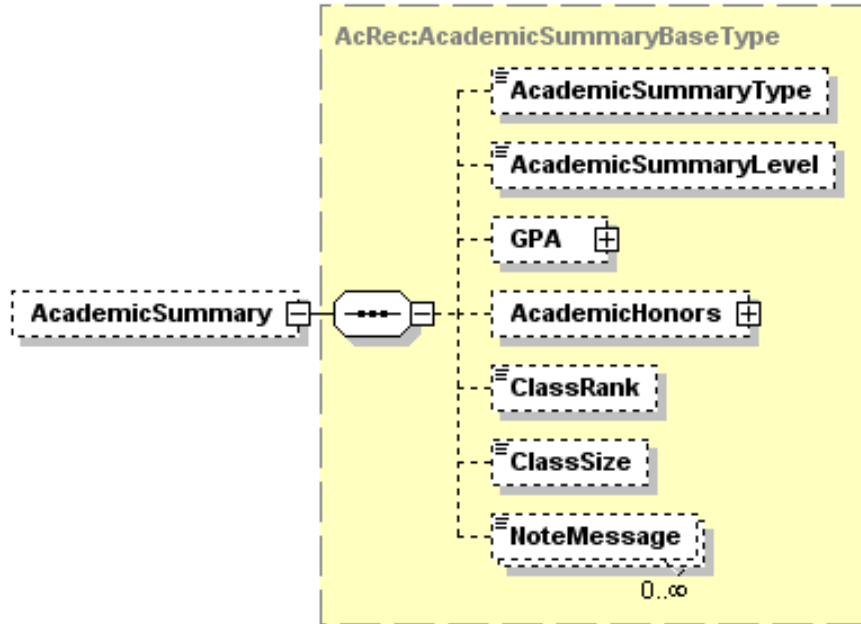 AcRec:AcademicSummaryBaseType
AcademicSummaryType
AcademicSummaryLevel
GPA
AcademicSummary
AcademicHonors
ClassRank
ClassSize
NoteMessage
0..∞